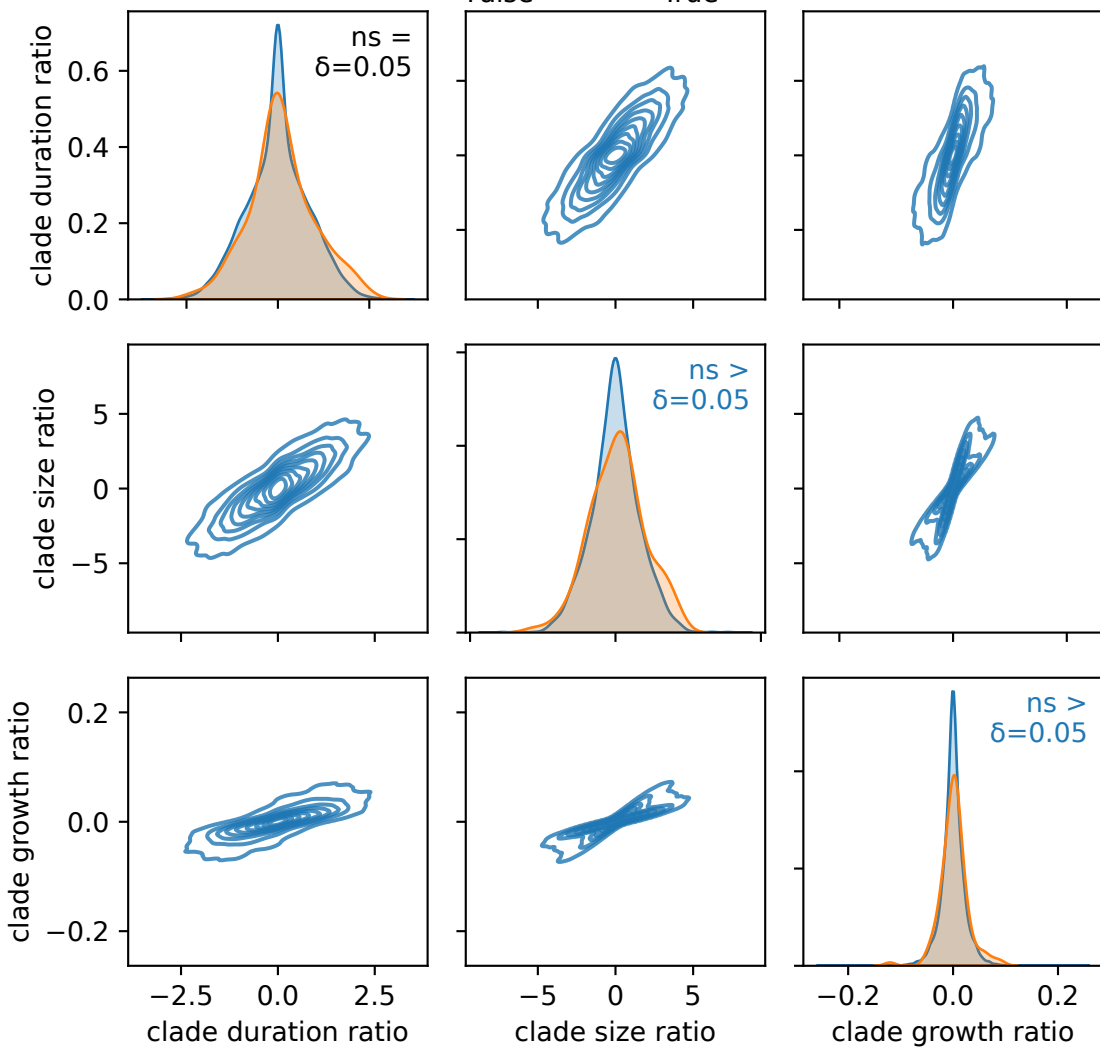 clade duration ratio
0.6
0.4
0.2
0.0
ns =
δ=0.05
clade size ratio
5
0
−5
ns >
δ=0.05
clade growth ratio
0.2
0.0
−0.2
ns >
δ=0.05
−2.5 0.0 2.5
−5 0 5
−0.2 0.0 0.2
clade duration ratio
clade size ratio
clade growth ratio